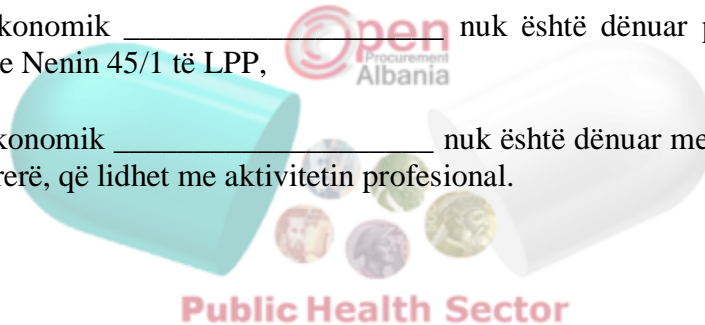 konomik ____________________ nuk është dënuar p
e Nenin 45/1 të LPP,
Open
Procurement
Albania
konomik ____________________ nuk është dënuar me
rerë, që lidhet me aktivitetin profesional.
Public Health Sector